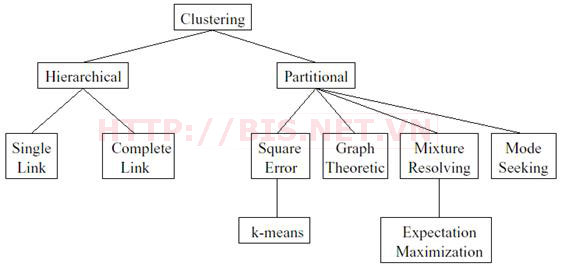 Clustering
Hierarchical
Partitional
HTTP://BIS.NET.VN
Single
Link
Complete
Link
Square
Error
Graph
Theoretic
Mixture
Resolving
Mode
Seeking
k-means
Expectation
Maximization